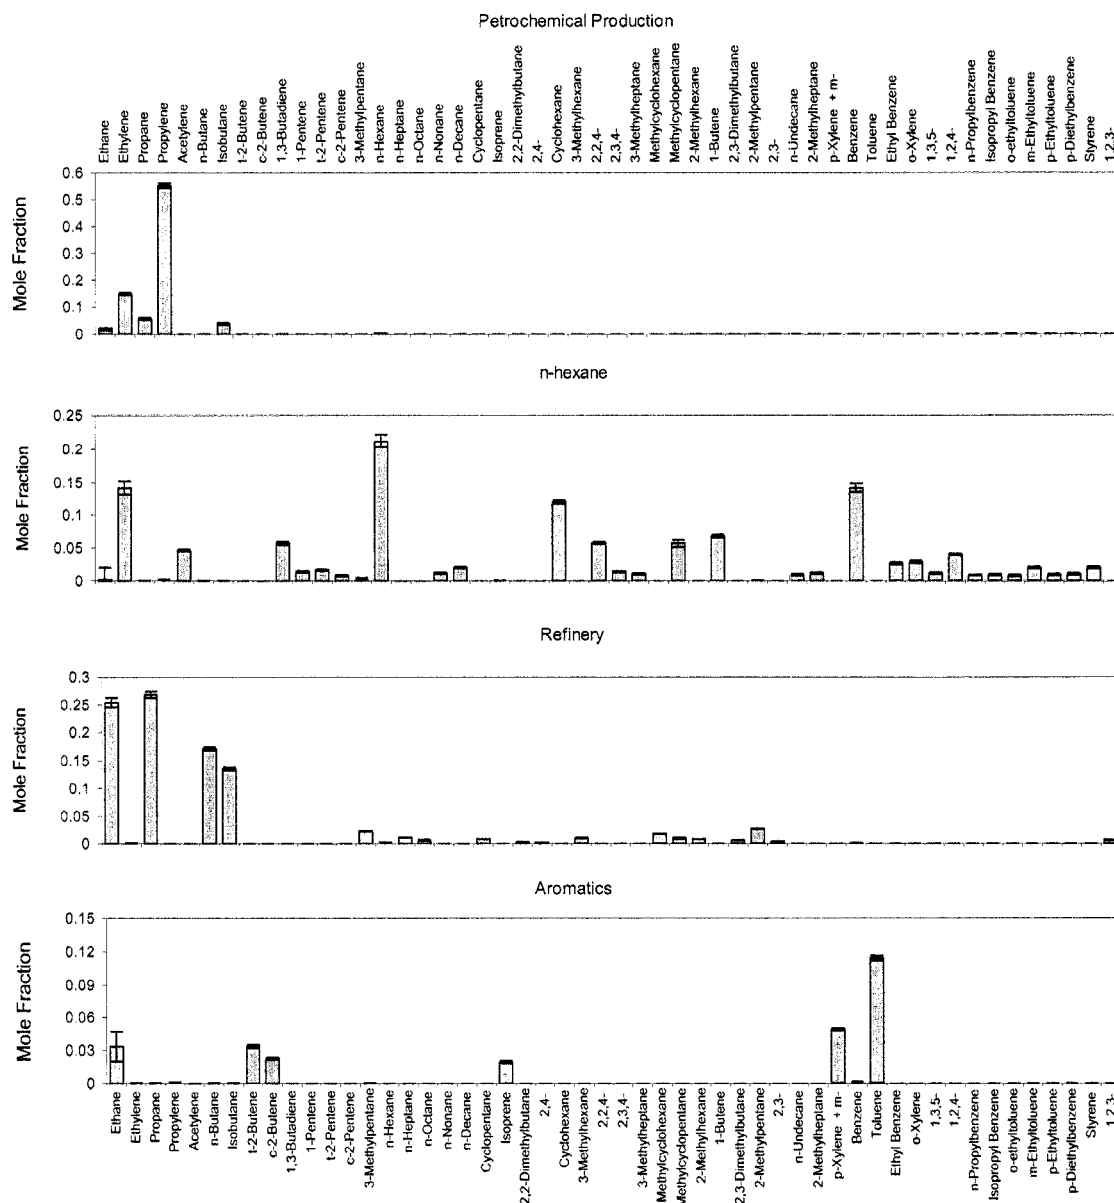 Petrochemical Production
Ethane
Ethylene
Propane
Propylene
Acetylene
n-Butane
Isobutane
t-2-Butene
c-2-Butene
1,3-Butadiene
1-Pentene
t-2-Pentene
c-2-Pentene
3-Methylpentane
n-Hexane
n-Heptane
n-Octane
n-Nonane
n-Decane
Cyclopentane
Isoprene
2,2-Dimethylbutane
2,4-
Cyclohexane
3-Methylhexane
2,2,4-
2,3,4-
3-Methylheptane
Methylcyclohexane
Methylcyclopentane
2-Methylhexane
1-Butene
2,3-Dimethylbutane
2-Methylpentane
2,3-
n-Undecane
2-Methylheptane
p-Xylene + m-
Benzene
Toluene
Ethyl Benzene
o-Xylene
1,3,5-
1,2,4-
n-Propylbenzene
Isopropyl Benzene
o-ethyltoluene
m-Ethyltoluene
p-Ethyltoluene
p-Diethylbenzene
Styrene
1,2,3-
Mole Fraction
0.6
0.5
0.4
0.3
0.2
0.1
0
n-hexane
Mole Fraction
0.25
0.2
0.15
0.1
0.05
0
Refinery
Mole Fraction
0.3
0.25
0.2
0.15
0.1
0.05
0
Aromatics
Mole Fraction
0.15
0.12
0.09
0.06
0.03
0
Ethane
Ethylene
Propane
Propylene
Acetylene
n-Butane
Isobutane
t-2-Butene
c-2-Butene
1,3-Butadiene
1-Pentene
t-2-Pentene
c-2-Pentene
3-Methylpentane
n-Hexane
n-Heptane
n-Octane
n-Nonane
n-Decane
Cyclopentane
Isoprene
2,2-Dimethylbutane
2,4-
Cyclohexane
3-Methylhexane
2,2,4-
2,3,4-
3-Methylheptane
Methylcyclohexane
Methylcyclopentane
2-Methylhexane
1-Butene
2,3-Dimethylbutane
2-Methylpentane
2,3-
n-Undecane
2-Methylheptane
p-Xylene + m-
Benzene
Toluene
Ethyl Benzene
o-Xylene
1,3,5-
1,2,4-
n-Propylbenzene
Isopropyl Benzene
o-ethyltoluene
m-Ethyltoluene
p-Ethyltoluene
p-Diethylbenzene
Styrene
1,2,3-